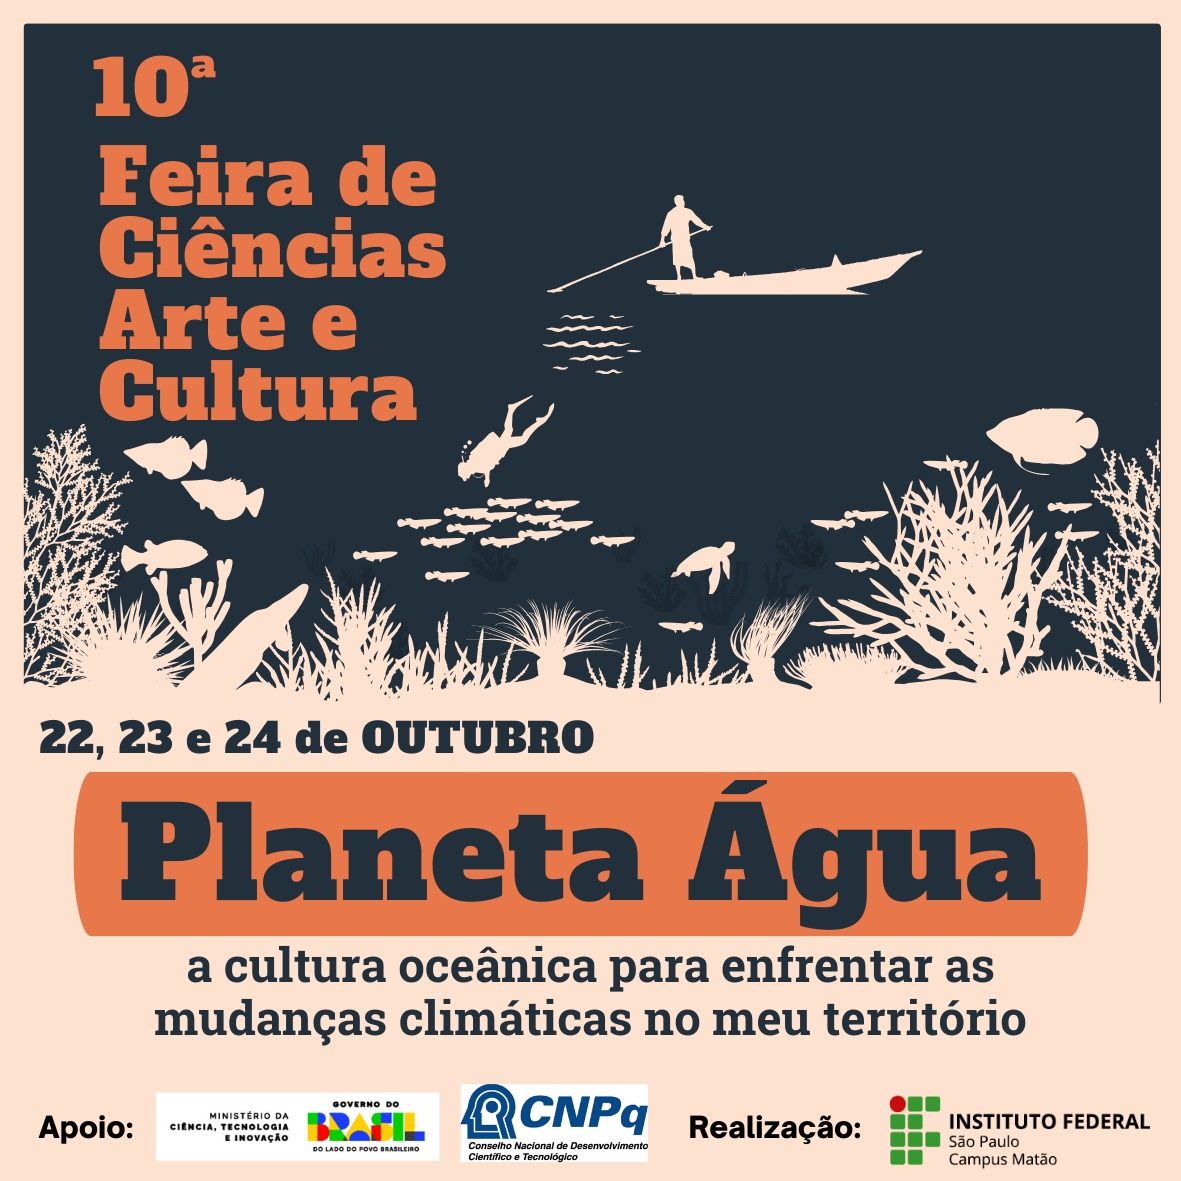 10ª
Feira de
Ciências
Arte e
Cultura
22, 23 e 24 de OUTUBRO
Planeta Água
a cultura oceânica para enfrentar as
mudanças climáticas no meu território
Apoio:
MINISTÉRIO DA
CIÊNCIA, TECNOLOGIA
E INOVAÇÃO
GOVERNO DO
BRASIL
DO LADO DO POVO BRASILEIRO
CNPq
Conselho Nacional de Desenvolvimento
Científico e Tecnológico
Realização:
INSTITUTO FEDERAL
São Paulo
Campus Matão